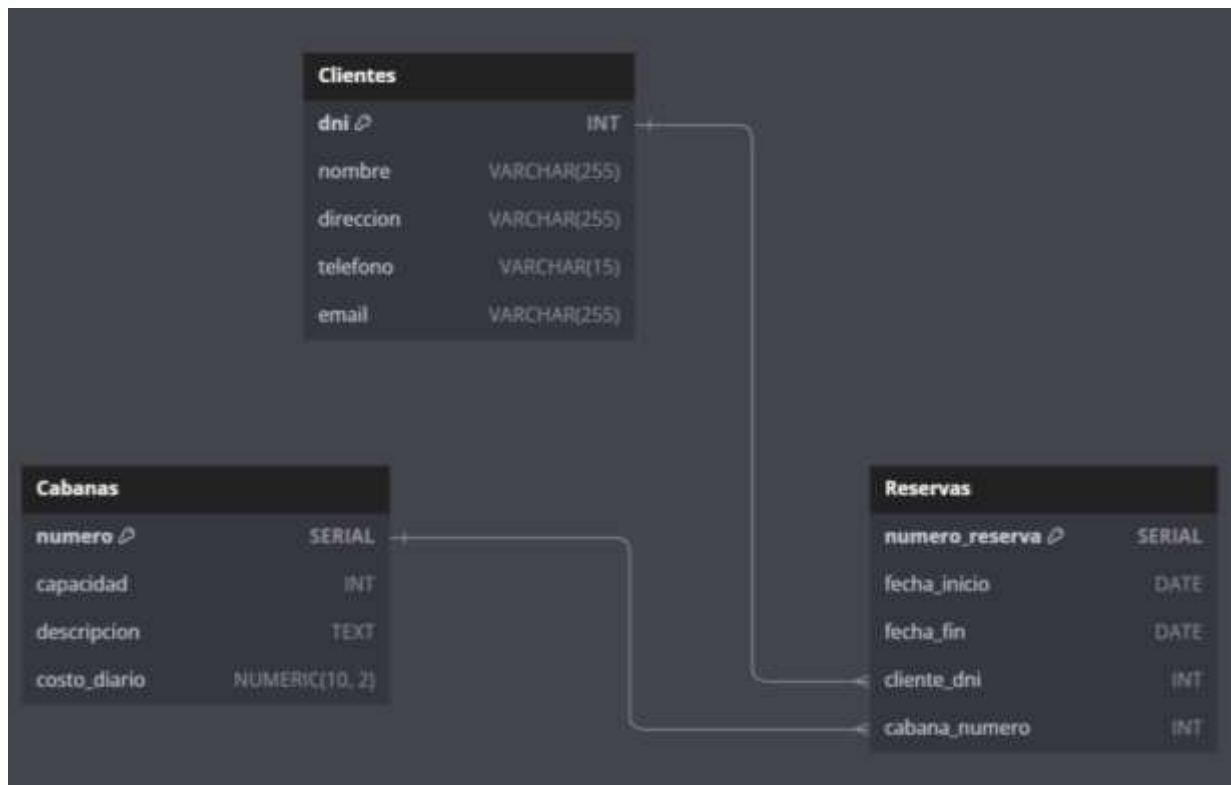 Clientes
dni INT
nombre VARCHAR(255)
direccion VARCHAR(255)
telefono VARCHAR(15)
email VARCHAR(255)
Cabanas
numero SERIAL
capacidad INT
descripcion TEXT
costo_diario NUMERIC(10, 2)
Reservas
numero_reserva SERIAL
fecha_inicio DATE
fecha_fin DATE
cliente_dni INT
cabana_numero INT